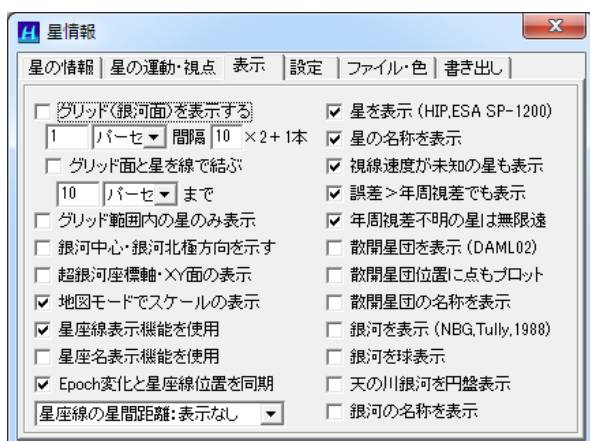 星情報
星の情報 星の運動・視点 表示 設定 ファイル・色 書き出し
グリッド(銀河面)を表示する
1 パーセ 間隔 10 ×2+1本
グリッド面と星を線で結ぶ
10 パーセ まで
グリッド範囲内の星のみ表示
銀河中心・銀河北極方向を示す
超銀河座標軸・XY面の表示
地図モードでスケールの表示
星座線表示機能を使用
星座名表示機能を使用
Epoch変化と星座線位置を同期
星座線の星間距離:表示なし
星を表示 (HIP,ESA SP-1200)
星の名称を表示
視線速度が未知の星も表示
誤差>年周視差でも表示
年周視差不明の星は無限遠
散開星団を表示 (DAML02)
散開星団位置に点もプロット
散開星団の名称を表示
銀河を表示 (NBG,Tully,1988)
銀河を球表示
天の川銀河を円盤表示
銀河の名称を表示